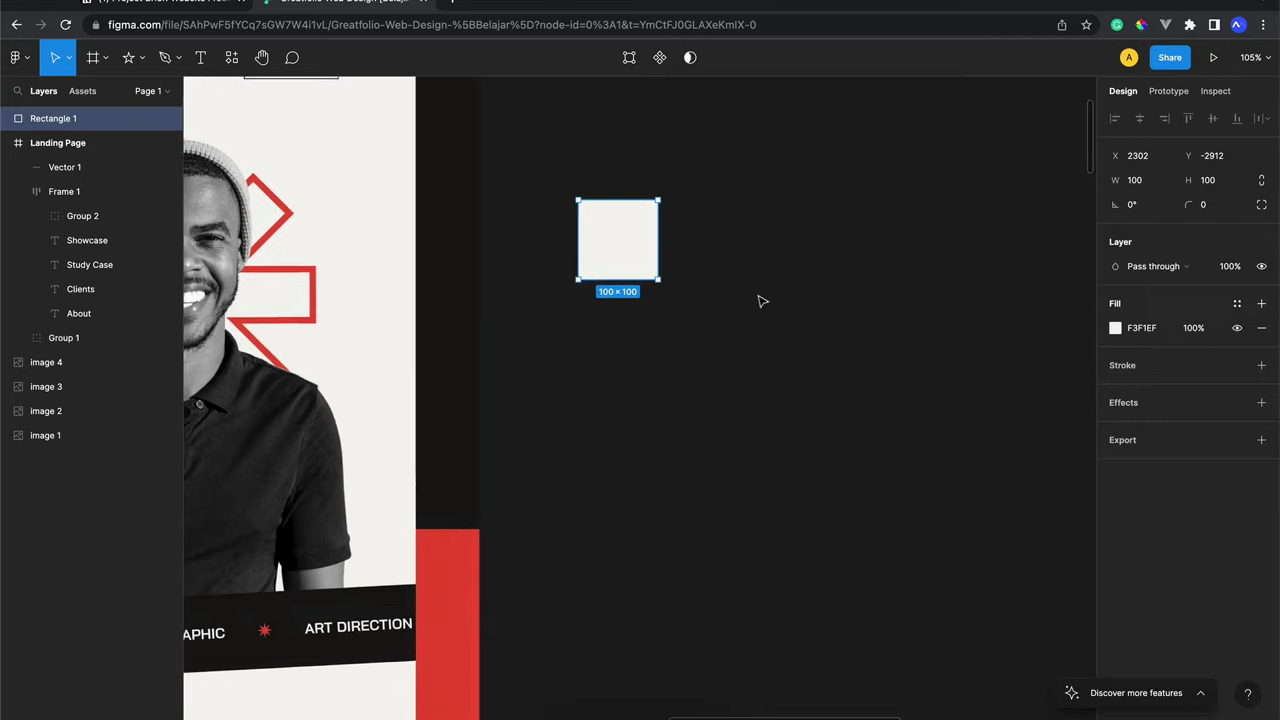 figma.com/file/SAhPwF5fYCq7sGW7W4i1vL/Greatfolio-Web-Design-%5BBelajar%5D?node-id=0%3A1&t=YmCtFJ0GLAXeKmIX-0
A
Share
105%
Layers
Assets
Page 1
Rectangle 1
Landing Page
Vector 1
Frame 1
Group 2
Showcase
Study Case
Clients
About
Group 1
image 4
image 3
image 2
image 1
100 × 100
APHIC
ART DIRECTION
Design
Prototype
Inspect
X 2302
Y -2912
W 100
H 100
0°
0
Layer
Pass through
100%
Fill
F3F1EF
100%
Stroke
Effects
Export
Discover more features
?